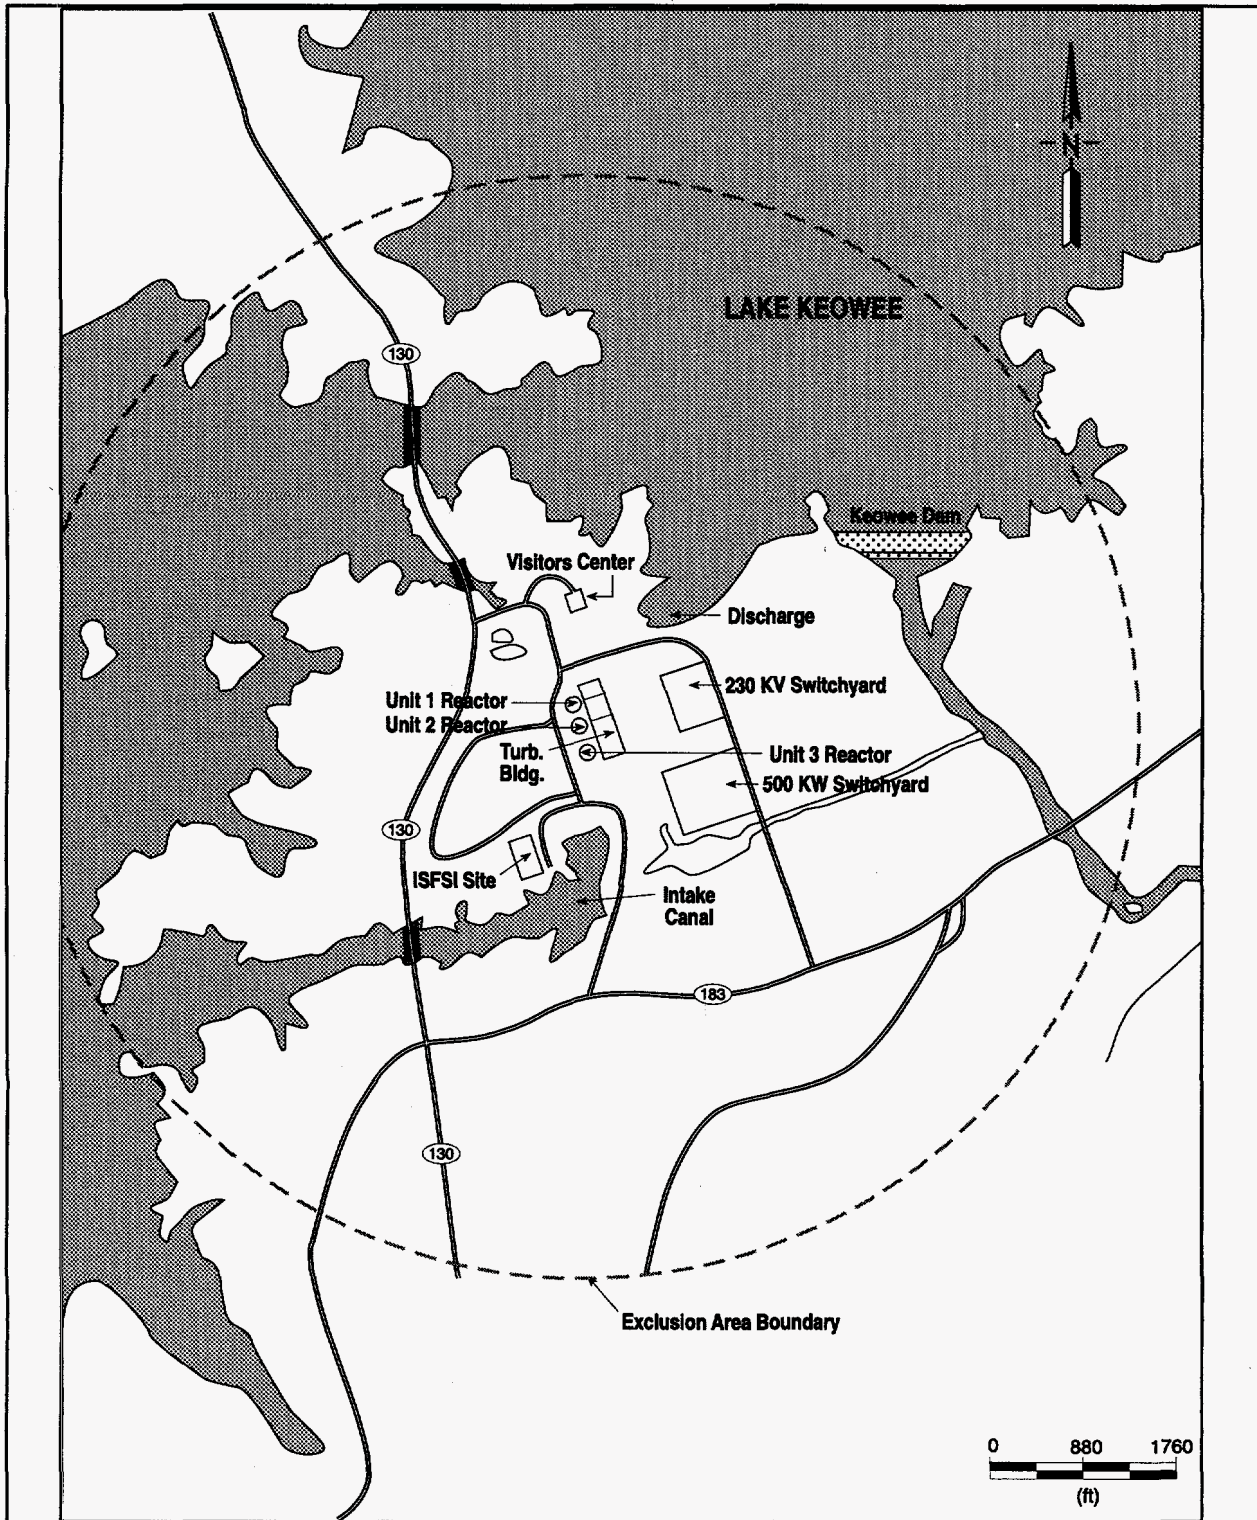 N
LAKE KEOWEE
130
Keowee Dam
Visitors Center
Discharge
230 KV Switchyard
Unit 1 Reactor
Unit 2 Reactor
Turb.
Bldg.
Unit 3 Reactor
500 KW Switchyard
130
ISFSI Site
Intake
Canal
183
130
Exclusion Area Boundary
0 880 1760
(ft)